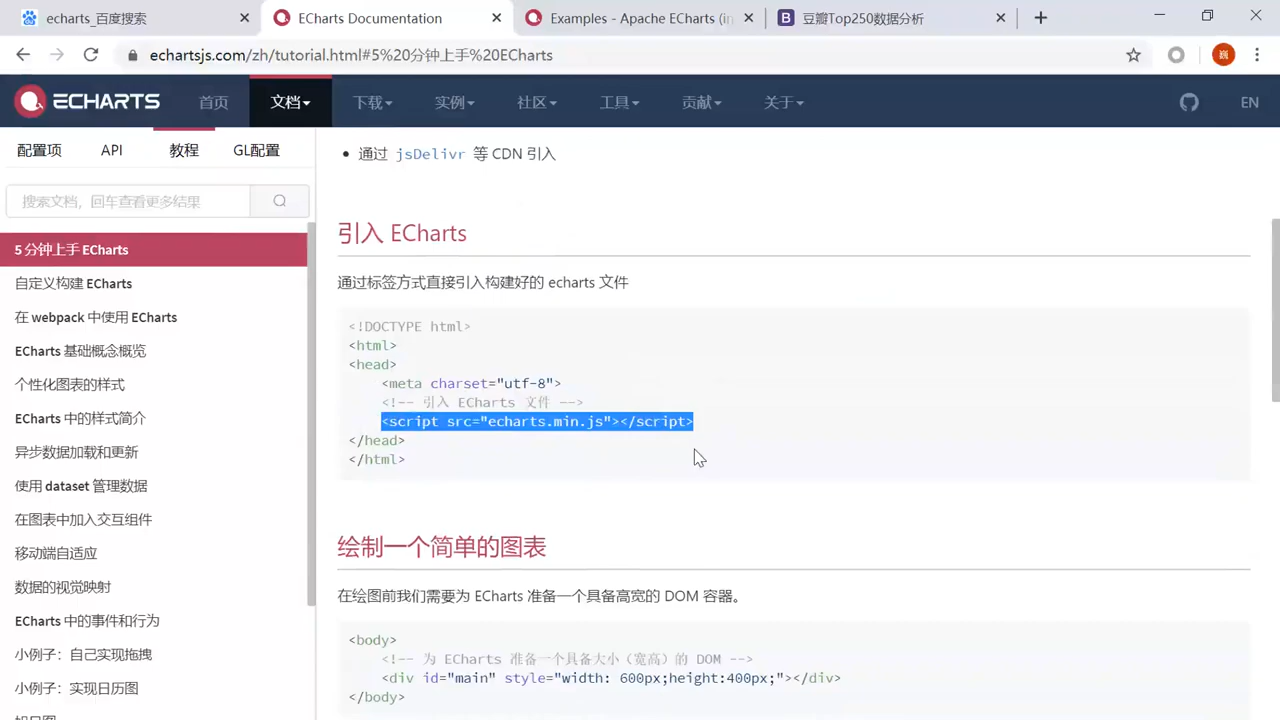 echarts_百度搜索
ECharts Documentation
Examples - Apache ECharts (in
豆瓣Top250数据分析
echartsjs.com/zh/tutorial.html#5%20分钟上手%20ECharts
巍
ECHARTS
首页
文档
下载
实例
社区
工具
贡献
关于
EN
配置项
API
教程
GL配置
搜索文档，回车查看更多结果
5 分钟上手 ECharts
自定义构建 ECharts
在 webpack 中使用 ECharts
ECharts 基础概念概览
个性化图表的样式
ECharts 中的样式简介
异步数据加载和更新
使用 dataset 管理数据
在图表中加入交互组件
移动端自适应
数据的视觉映射
ECharts 中的事件和行为
小例子：自己实现拖拽
小例子：实现日历图
旭日图
通过 jsDelivr 等 CDN 引入
引入 ECharts
通过标签方式直接引入构建好的 echarts 文件
<!DOCTYPE html>
<html>
<head>
<meta charset="utf-8">
<!-- 引入 ECharts 文件 -->
<script src="echarts.min.js"></script>
</head>
</html>
绘制一个简单的图表
在绘图前我们需要为 ECharts 准备一个具备高宽的 DOM 容器。
<body>
<!-- 为 ECharts 准备一个具备大小（宽高）的 DOM -->
<div id="main" style="width: 600px;height:400px;"></div>
</body>